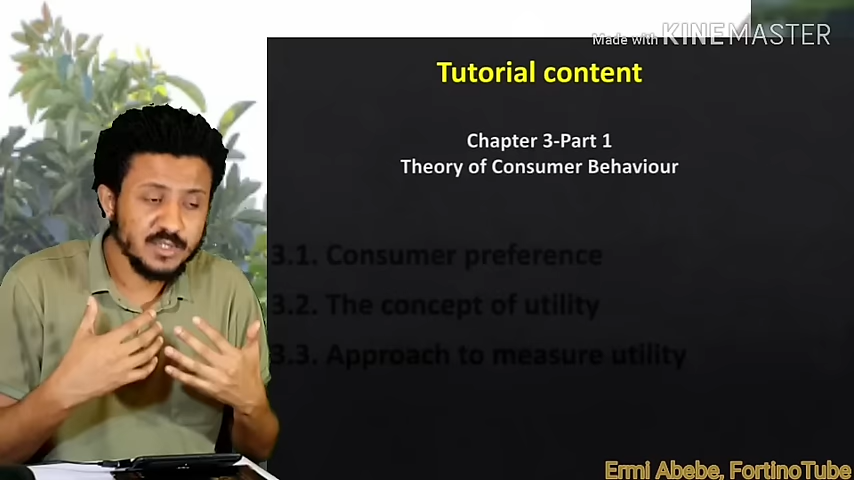 Made with KINEMASTER
Tutorial content
Chapter 3-Part 1
Theory of Consumer Behaviour
3.1. Consumer preference
3.2. The concept of utility
3.3. Approach to measure utility
Ermi Abebe, FortinoTube